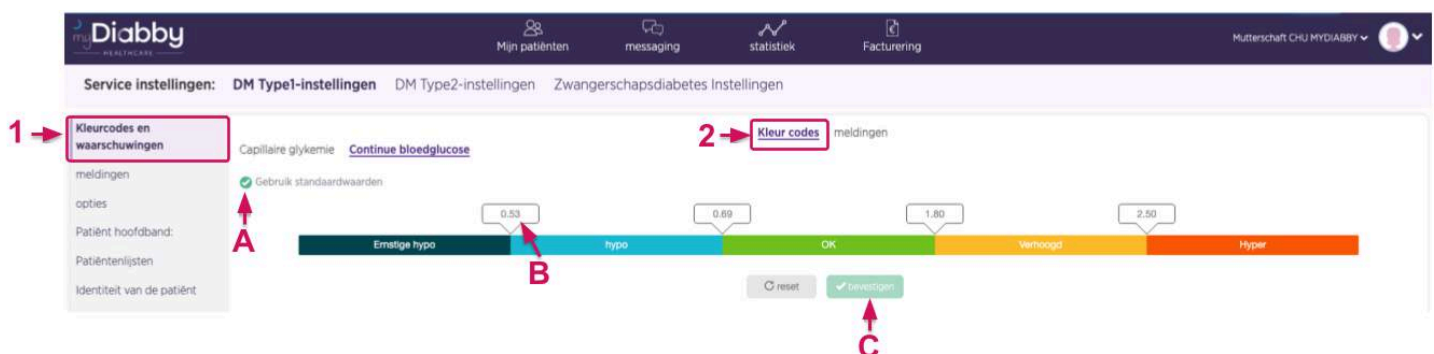 myDiabby
HEALTHCARE
Mijn patiënten
messaging
statistiek
Facturering
Mutterschaft CHU MYDIABBY
Service instellingen: DM Type1-instellingen DM Type2-instellingen Zwangerschapsdiabetes Instellingen
1
Kleurcodes en
waarschuwingen
meldingen
opties
Patiënt hoofdband:
Patiëntenlijsten
Identiteit van de patiënt
2
Kleur codes meldingen
Capillaire glykemie Continue bloedglucose
Gebruik standaardwaarden
A
0.53 0.69 1.80 2.50
Ernstige hypo hypo OK Verhoogd Hyper
B
reset bevestigen
C